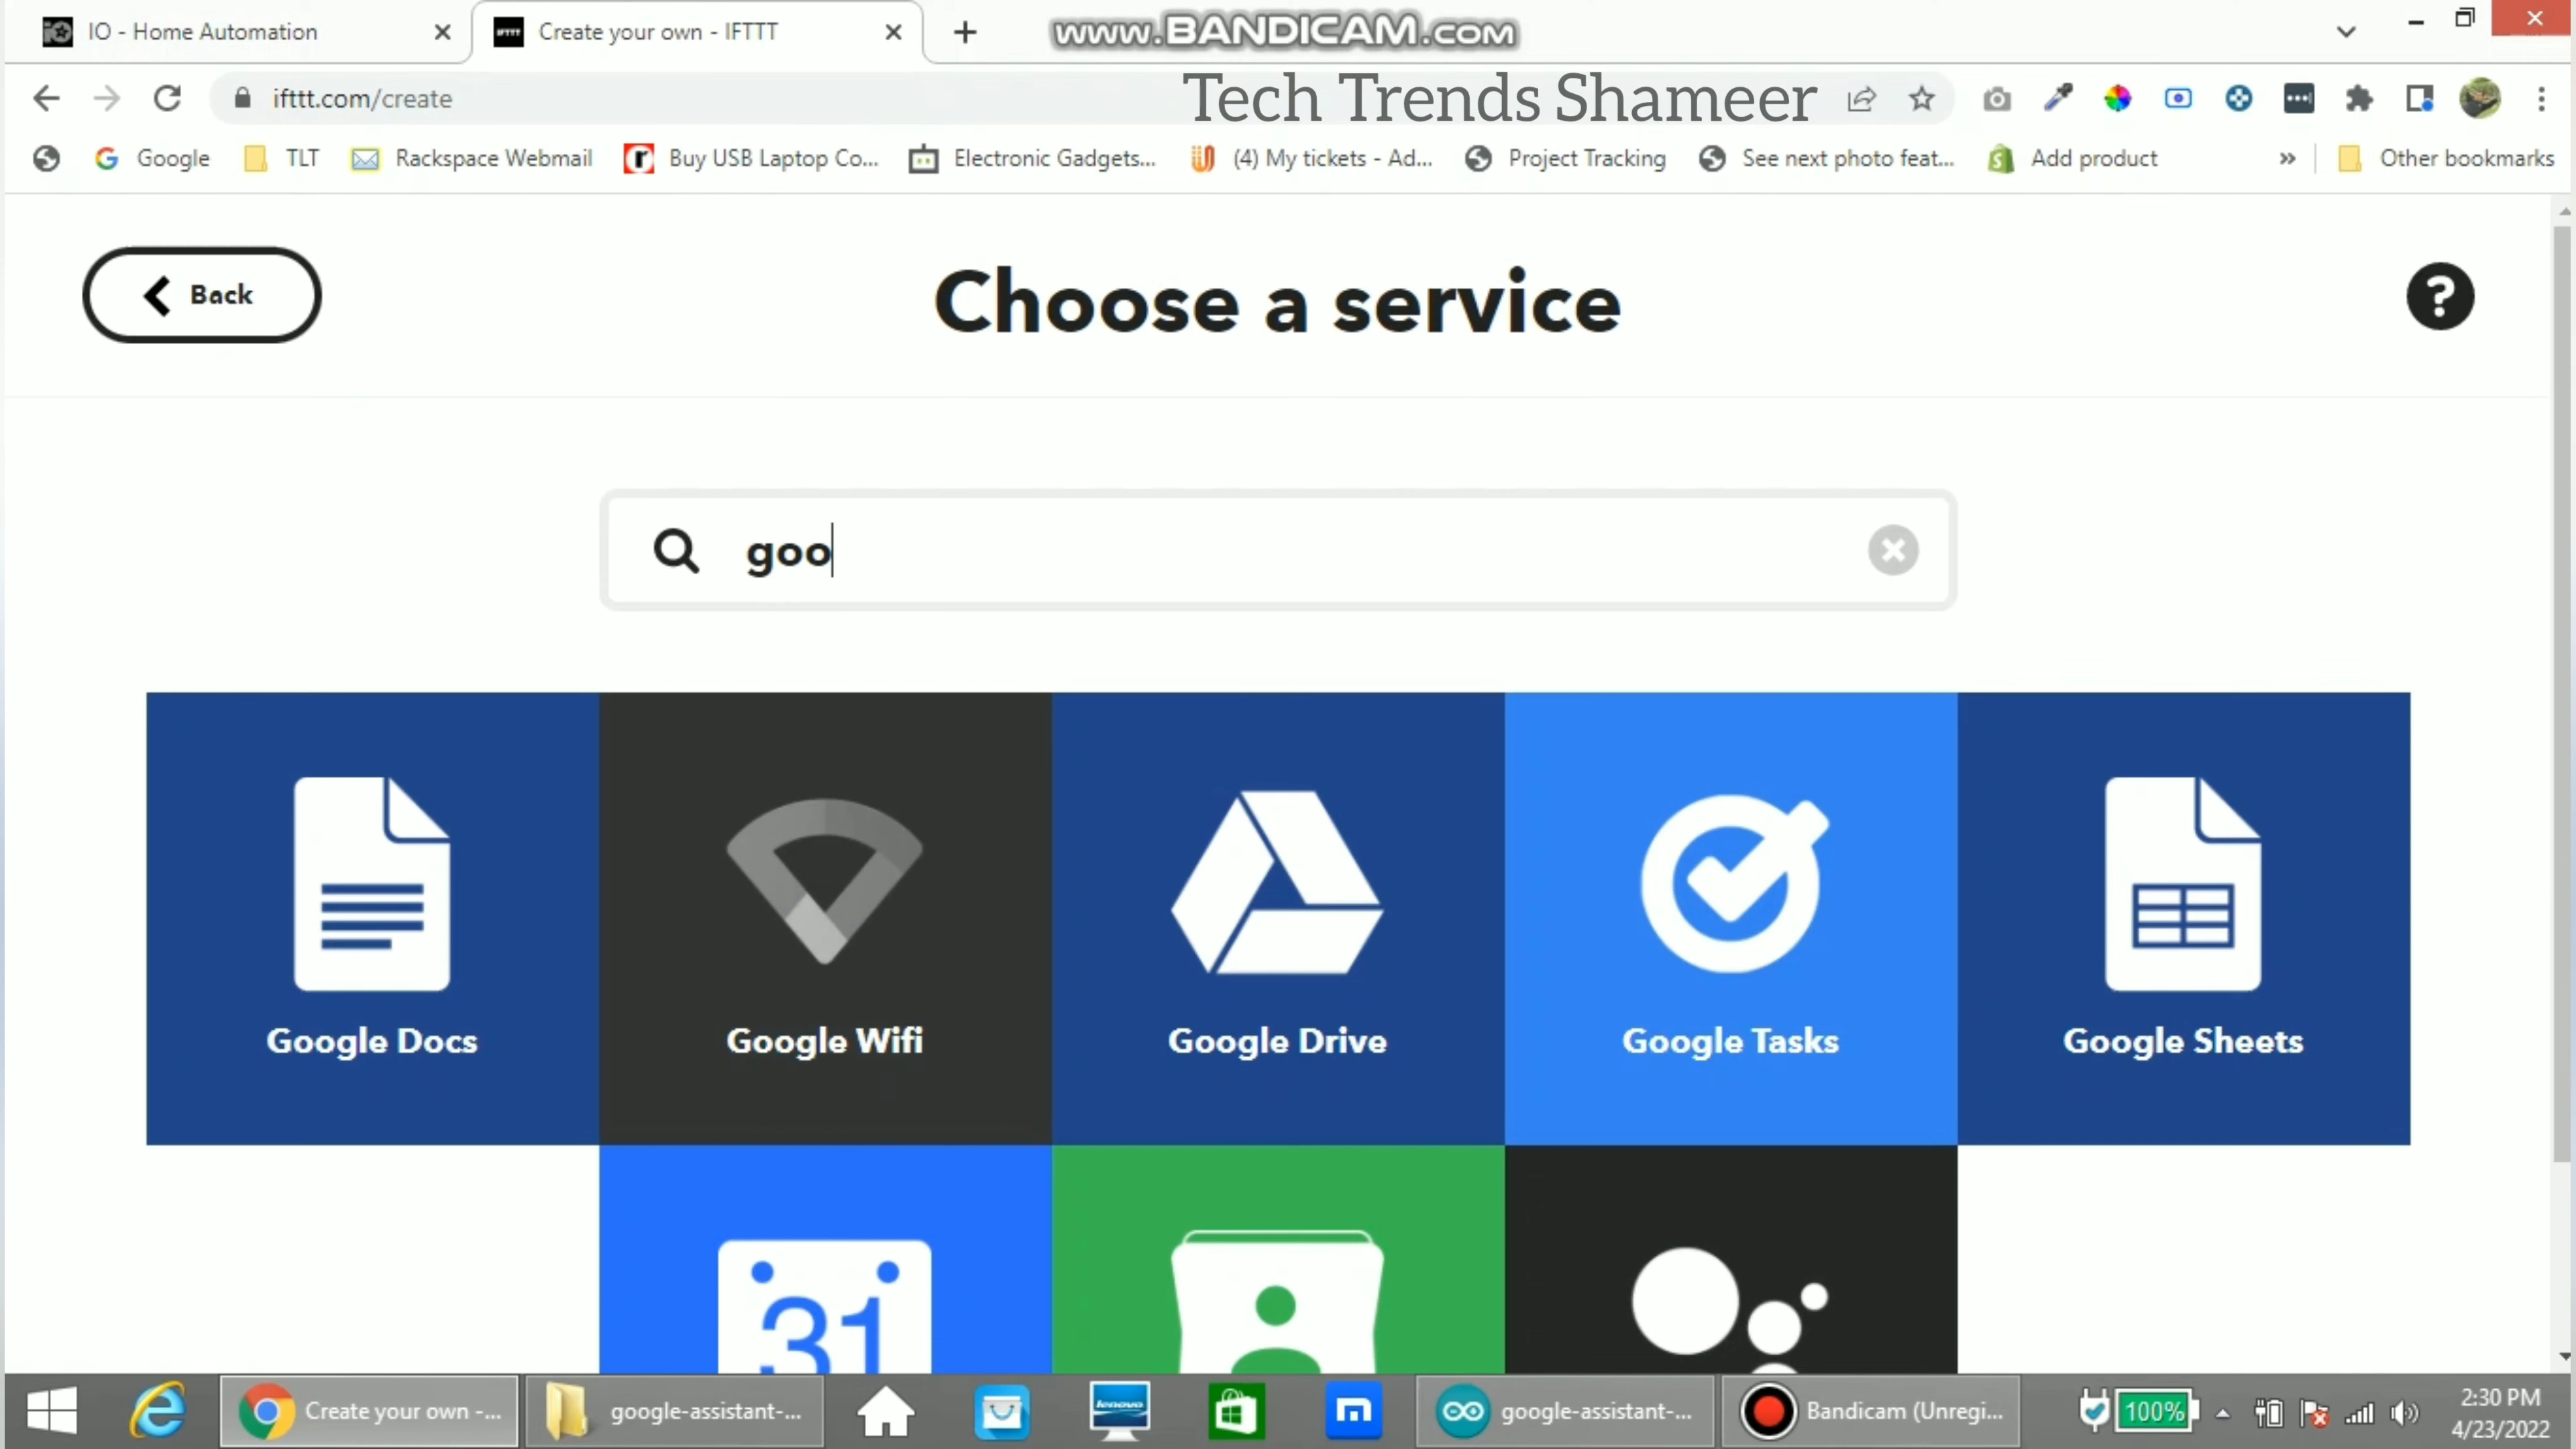 IO - Home Automation
Create your own - IFTTT
www.BANDICAM.com
ifttt.com/create
Tech Trends Shameer
Google
TLT
Rackspace Webmail
Buy USB Laptop Co...
Electronic Gadgets...
(4) My tickets - Ad...
Project Tracking
See next photo feat...
Add product
»
Other bookmarks
Back
Choose a service
?
goo
Google Docs
Google Wifi
Google Drive
Google Tasks
Google Sheets
31
Create your own -...
google-assistant-...
lenovo
google-assistant-...
Bandicam (Unregi...
100%
2:30 PM
4/23/2022